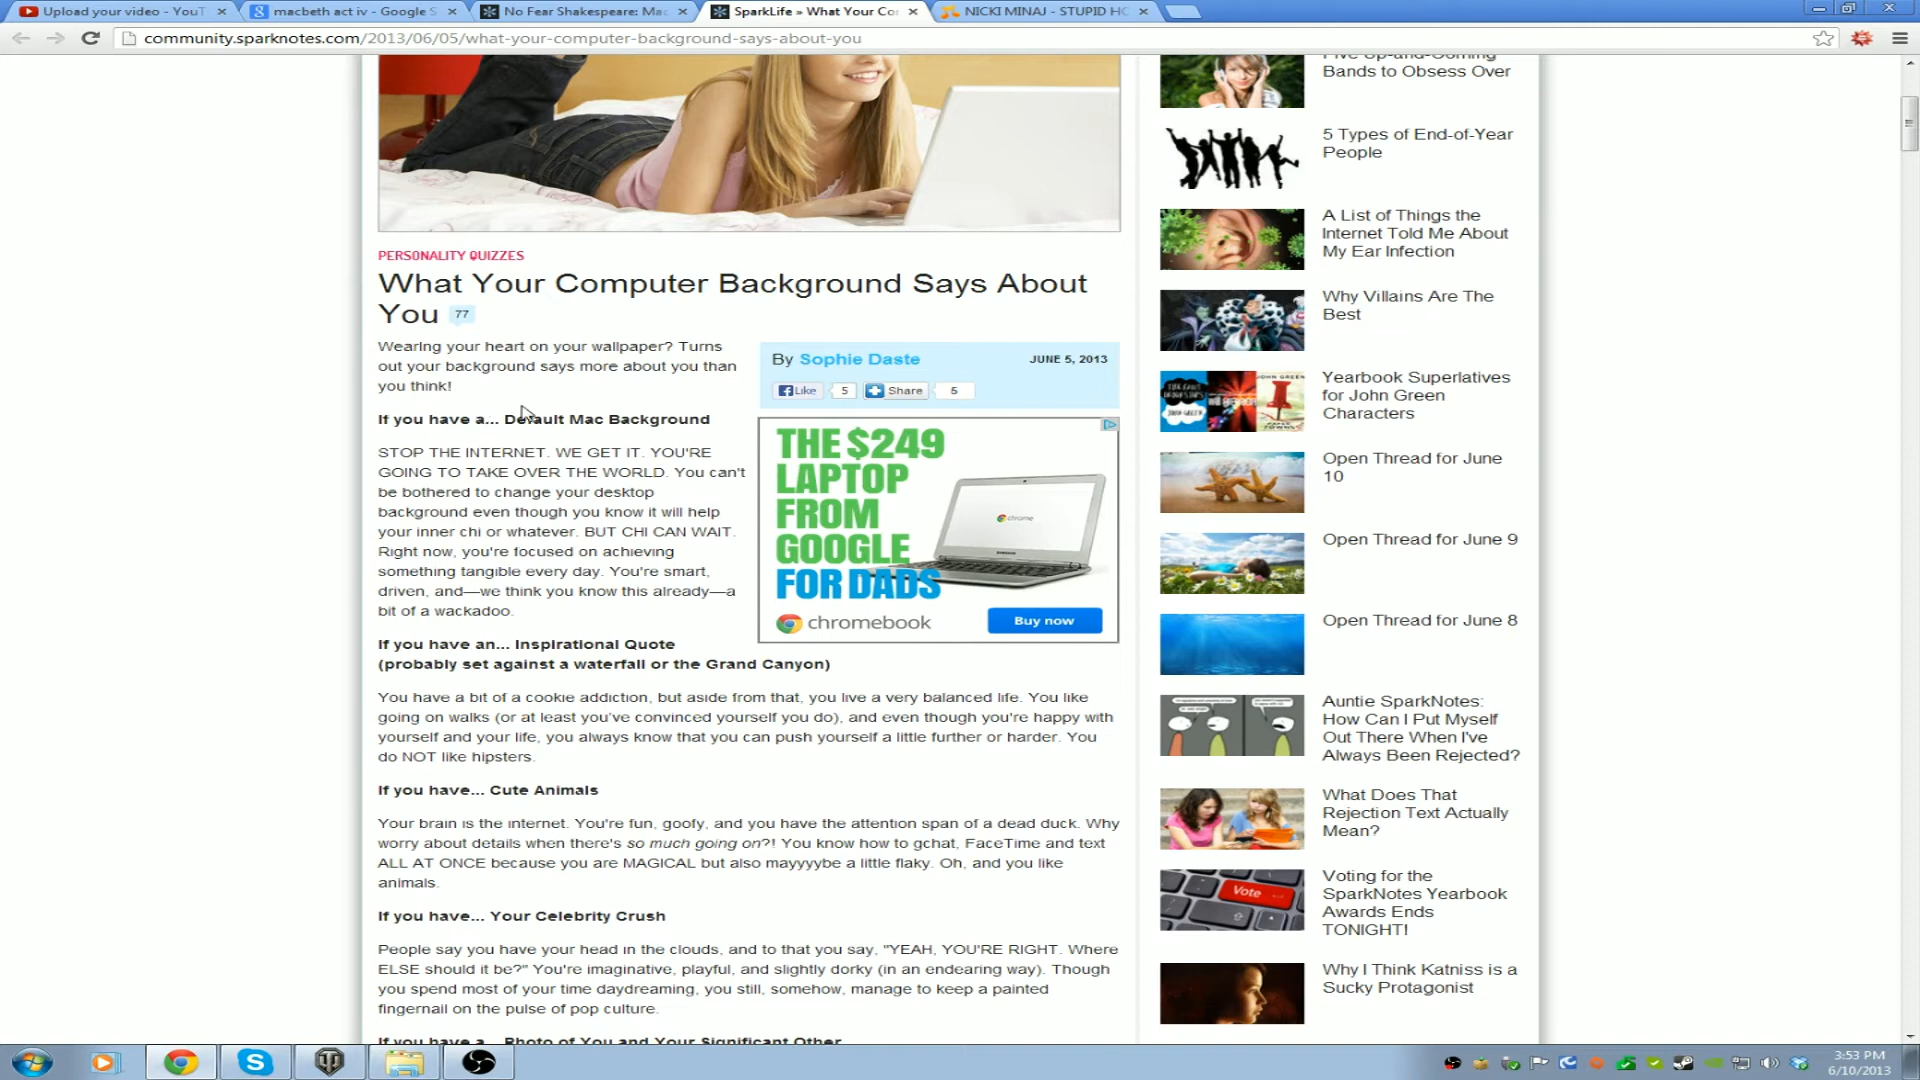 Upload your video - YouT
macbeth act iv - Google S
No Fear Shakespeare: Mac
SparkLife » What Your Co
NICKI MINAJ - STUPID HO
community.sparknotes.com/2013/06/05/what-your-computer-background-says-about-you
PERSONALITY QUIZZES
What Your Computer Background Says About
You 77
Wearing your heart on your wallpaper? Turns
out your background says more about you than
you think!
By Sophie Daste
JUNE 5, 2013
Like 5 Share 5
If you have a... Default Mac Background
STOP THE INTERNET. WE GET IT. YOU'RE
GOING TO TAKE OVER THE WORLD. You can't
be bothered to change your desktop
background even though you know it will help
your inner chi or whatever. BUT CHI CAN WAIT.
Right now, you're focused on achieving
something tangible every day. You're smart,
driven, and—we think you know this already—a
bit of a wackadoo.
THE $249
LAPTOP
FROM
GOOGLE
FOR DADS
chrome
chromebook
Buy now
If you have an... Inspirational Quote
(probably set against a waterfall or the Grand Canyon)
You have a bit of a cookie addiction, but aside from that, you live a very balanced life. You like
going on walks (or at least you've convinced yourself you do), and even though you're happy with
yourself and your life, you always know that you can push yourself a little further or harder. You
do NOT like hipsters.
If you have... Cute Animals
Your brain is the internet. You're fun, goofy, and you have the attention span of a dead duck. Why
worry about details when there's so much going on?! You know how to gchat, FaceTime and text
ALL AT ONCE because you are MAGICAL but also mayyyybe a little flaky. Oh, and you like
animals.
If you have... Your Celebrity Crush
People say you have your head in the clouds, and to that you say, "YEAH, YOU'RE RIGHT. Where
ELSE should it be?" You're imaginative, playful, and slightly dorky (in an endearing way). Though
you spend most of your time daydreaming, you still, somehow, manage to keep a painted
fingernail on the pulse of pop culture.
If you have a... Photo of You and Your Significant Other
Five Up-and-Coming
Bands to Obsess Over
5 Types of End-of-Year
People
A List of Things the
Internet Told Me About
My Ear Infection
Why Villains Are The
Best
Yearbook Superlatives
for John Green
Characters
Open Thread for June
10
Open Thread for June 9
Open Thread for June 8
Auntie SparkNotes:
How Can I Put Myself
Out There When I've
Always Been Rejected?
What Does That
Rejection Text Actually
Mean?
Vote
Voting for the
SparkNotes Yearbook
Awards Ends
TONIGHT!
Why I Think Katniss is a
Sucky Protagonist
3:53 PM
6/10/2013